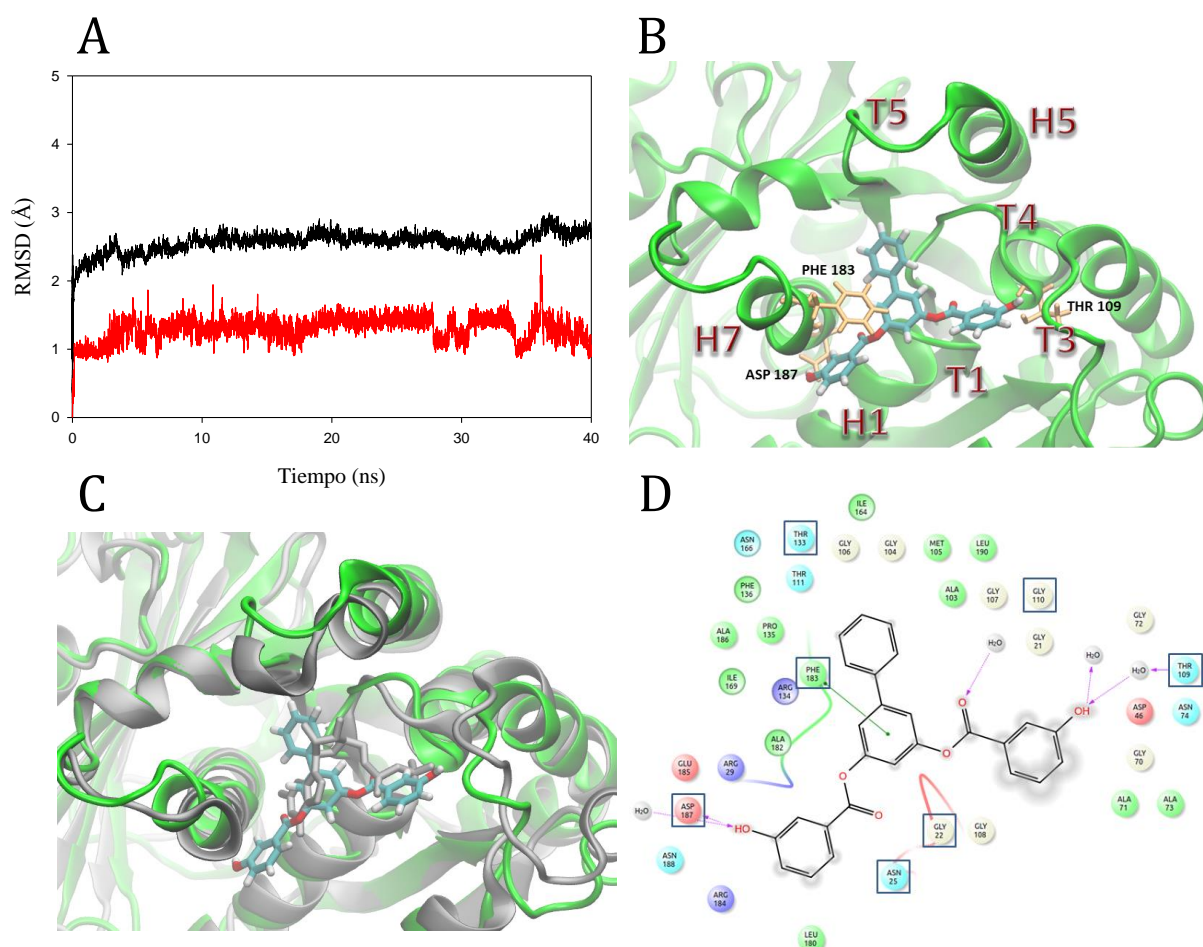 A
5
4
3
2
1
0
RMSD (Å)
0
10
20
30
40
Tiempo (ns)
B
T5
H5
T4
PHE 183
THR 109
H7
T3
ASP 187
T1
H1
C
D
ILE
164
ASN
166
THR
133
GLY
106
GLY
104
MET
105
LEU
190
THR
111
PHE
136
ALA
103
GLY
107
GLY
110
GLY
72
ALA
186
PRO
135
H₂O
GLY
21
H₂O
H₂O
THR
109
ILE
169
ARG
134
PHE
183
O
OH
ASP
46
ASN
74
ALA
182
O
GLY
70
GLU
185
ARG
29
O
ALA
71
ALA
73
H₂O
ASP
187
HO
O
GLY
22
GLY
108
ASN
188
ASN
25
ARG
184
LEU
180